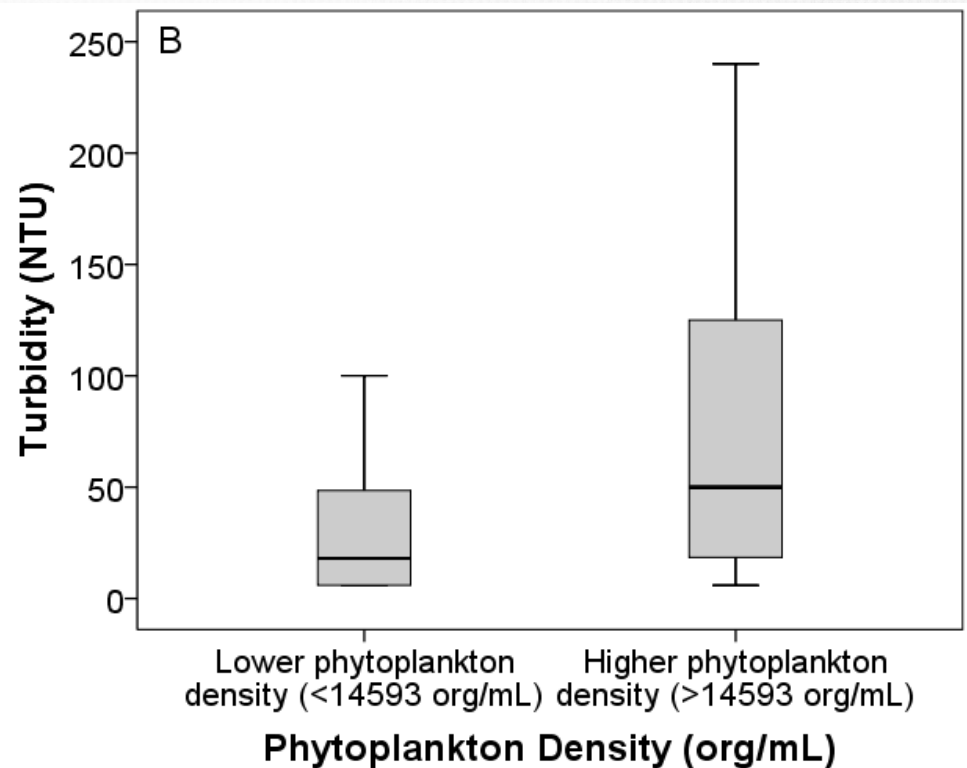 B
250
200
150
100
50
0
Turbidity (NTU)
Lower phytoplankton
density (<14593 org/mL)
Higher phytoplankton
density (>14593 org/mL)
Phytoplankton Density (org/mL)